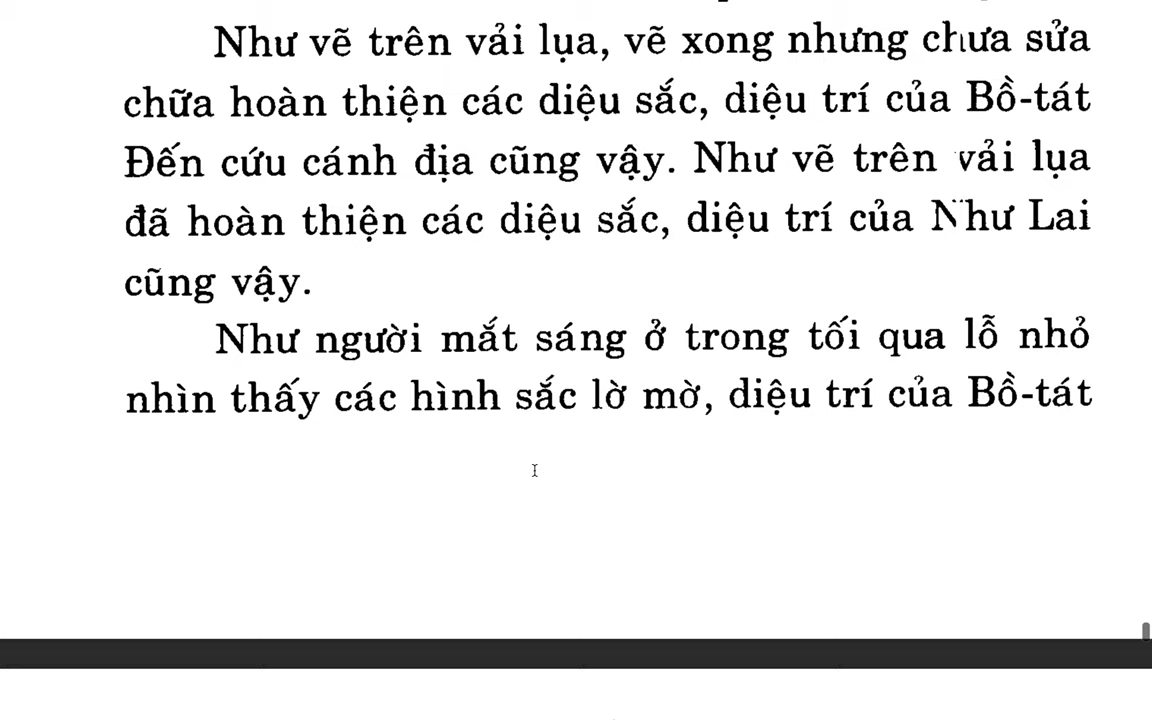 Như vẽ trên vải lụa, vẽ xong nhưng chưa sửa
chữa hoàn thiện các diệu sắc, diệu trí của Bồ-tát
Đến cứu cánh địa cũng vậy. Như vẽ trên vải lụa
đã hoàn thiện các diệu sắc, diệu trí của Như Lai
cũng vậy.
Như người mắt sáng ở trong tối qua lỗ nhỏ
nhìn thấy các hình sắc lờ mờ, diệu trí của Bồ-tát